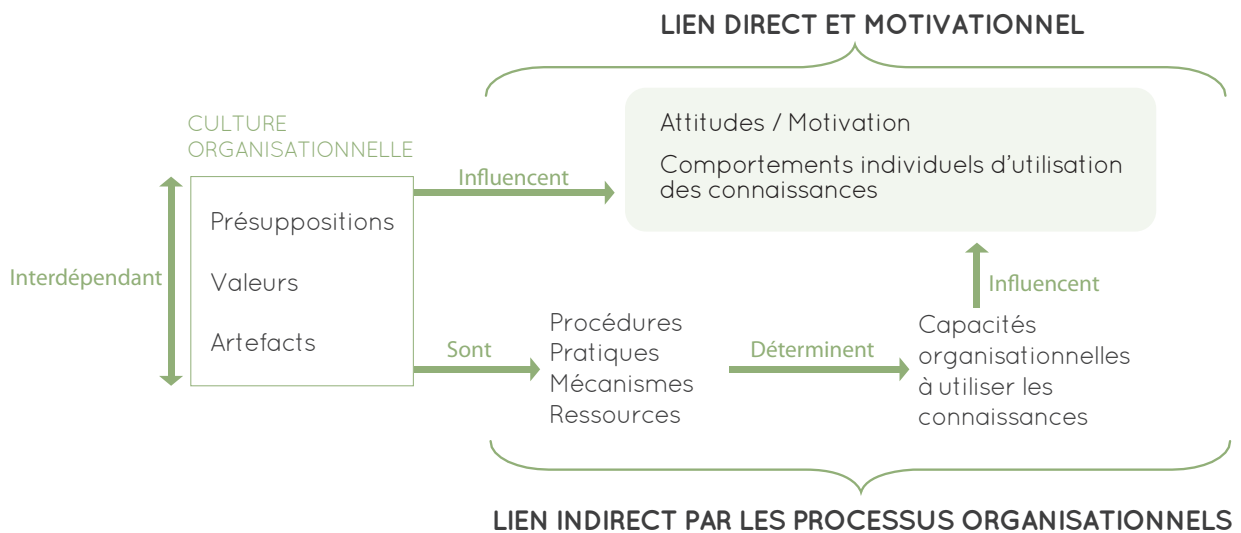 LIEN DIRECT ET MOTIVATIONNEL
CULTURE
ORGANISATIONNELLE
Attitudes / Motivation
Comportements individuels d’utilisation
des connaissances
Influencent
Interdépendant
Présuppositions
Valeurs
Artefacts
Influencent
Sont
Procédures
Pratiques
Mécanismes
Ressources
Déterminent
Capacités
organisationnelles
à utiliser les
connaissances
LIEN INDIRECT PAR LES PROCESSUS ORGANISATIONNELS